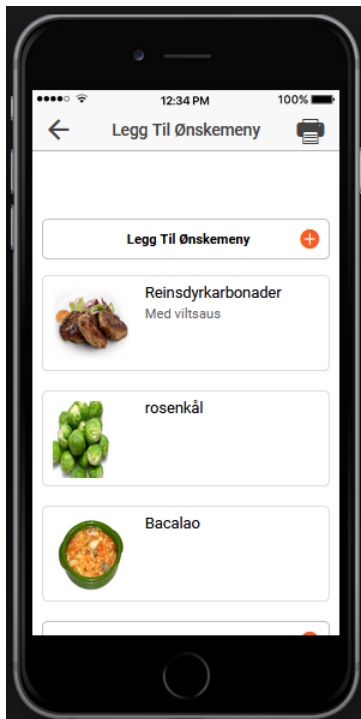 12:34 PM
100%
Legg Til Ønskemeny
Legg Til Ønskemeny
Reinsdyrkarbonader
Med viltsaus
rosenkål
Bacalao